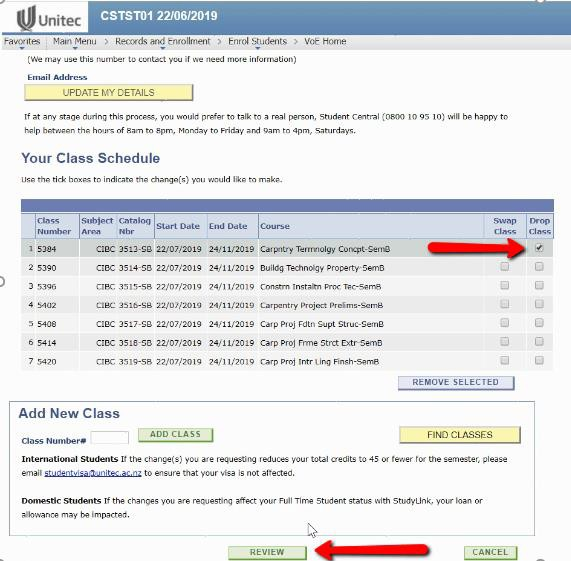 Unitec
CSTST01 22/06/2019
Favorites Main Menu > Records and Enrollment > Enrol Students > VoE Home
(We may use this number to contact you if we need more information)
Email Address
UPDATE MY DETAILS
If at any stage during this process, you would prefer to talk to a real person, Student Central (0800 10 95 10) will be happy to
help between the hours of 8am to 8pm, Monday to Friday and 9am to 4pm, Saturdays.
Your Class Schedule
Use the tick boxes to indicate the change(s) you would like to make.
Class Number Subject Area Catalog Nbr Start Date End Date Course Swap Class Drop Class
1 5384 CIBC 3513-SB 22/07/2019 24/11/2019 Carpntry Termnolgy Concpt-SemB
2 5390 CIBC 3514-SB 22/07/2019 24/11/2019 Buildg Technolgy Property-SemB
3 5396 CIBC 3515-SB 22/07/2019 24/11/2019 Constrn Instaltn Proc Tec-SemB
4 5402 CIBC 3516-SB 22/07/2019 24/11/2019 Carpentry Project Prelims-SemB
5 5408 CIBC 3517-SB 22/07/2019 24/11/2019 Carp Proj Fdtn Supt Struc-SemB
6 5414 CIBC 3518-SB 22/07/2019 24/11/2019 Carp Proj Frme Strct Extr-SemB
7 5420 CIBC 3519-SB 22/07/2019 24/11/2019 Carp Proj Intr Ling Finsh-SemB
REMOVE SELECTED
Add New Class
Class Number# ADD CLASS FIND CLASSES
International Students If the change(s) you are requesting reduces your total credits to 45 or fewer for the semester, please
email studentvisa@unitec.ac.nz to ensure that your visa is not affected.
Domestic Students If the changes you are requesting affect your Full Time Student status with StudyLink, your loan or
allowance may be impacted.
REVIEW CANCEL